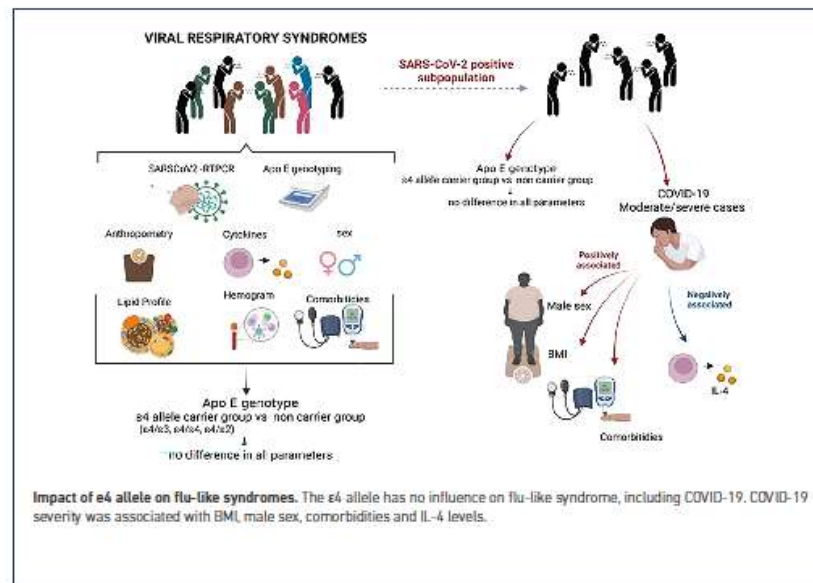 VIRAL RESPIRATORY SYNDROMES
SARS-CoV-2 positive
subpopulation
SARSCoV2 -RTPCR
Apo E genotyping
Anthropometry
Cytokines
sex
Lipid Profile
Hemogram
Comorbities
Apo E genotype
ε4 allele carrier group vs non carrier group
(ε4/ε3, ε4/ε4, ε4/ε2)
no difference in all parameters
Apo E genotype
ε4 allele carrier group vs non carrier group
no difference in all parameters
COVID-19
Moderate/severe cases
Positively
associated
Negatively
associated
Male sex
BMI
Comorbitidies
IL-4
Impact of e4 allele on flu-like syndromes. The ε4 allele has no influence on flu-like syndrome, including COVID-19. COVID-19
severity was associated with BMI, male sex, comorbidities and IL-4 levels.